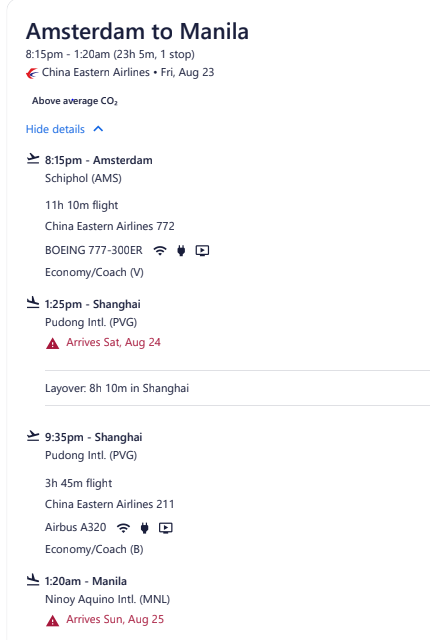 Amsterdam to Manila
8:15pm - 1:20am (23h 5m, 1 stop)
China Eastern Airlines • Fri, Aug 23
Above average CO₂
Hide details
8:15pm - Amsterdam
Schiphol (AMS)
11h 10m flight
China Eastern Airlines 772
BOEING 777-300ER
Economy/Coach (V)
1:25pm - Shanghai
Pudong Intl. (PVG)
Arrives Sat, Aug 24
Layover: 8h 10m in Shanghai
9:35pm - Shanghai
Pudong Intl. (PVG)
3h 45m flight
China Eastern Airlines 211
Airbus A320
Economy/Coach (B)
1:20am - Manila
Ninoy Aquino Intl. (MNL)
Arrives Sun, Aug 25